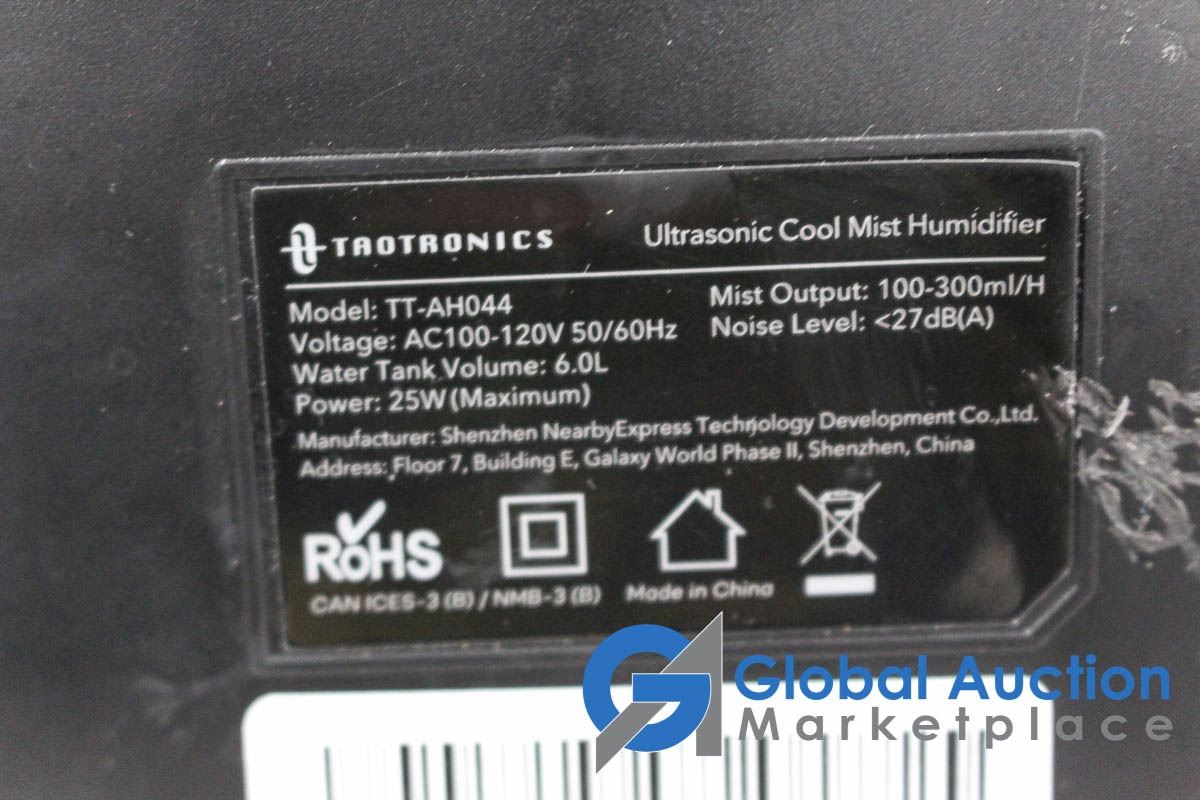 TAOTRONICS Ultrasonic Cool Mist Humidifier
Model: TT-AH044
Voltage: AC100-120V 50/60Hz
Water Tank Volume: 6.0L
Power: 25W(Maximum)
Mist Output: 100-300ml/H
Noise Level: <27dB(A)
Manufacturer: Shenzhen NearbyExpress Technology Development Co.,Ltd.
Address: Floor 7, Building E, Galaxy World Phase II, Shenzhen, China
RoHS
CAN ICES-3 (B) / NMB-3 (B) Made in China
Global Auction
Marketplace